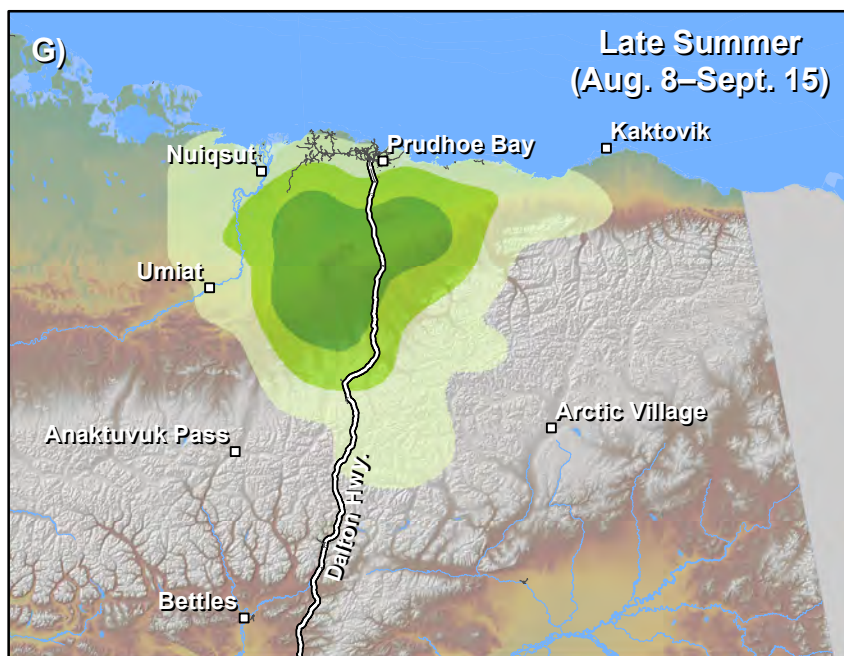 G)
Late Summer
(Aug. 8–Sept. 15)
Nuiqsut
Prudhoe Bay
Kaktovik
Umiat
Anaktuvuk Pass
Arctic Village
Dalton Hwy.
Bettles